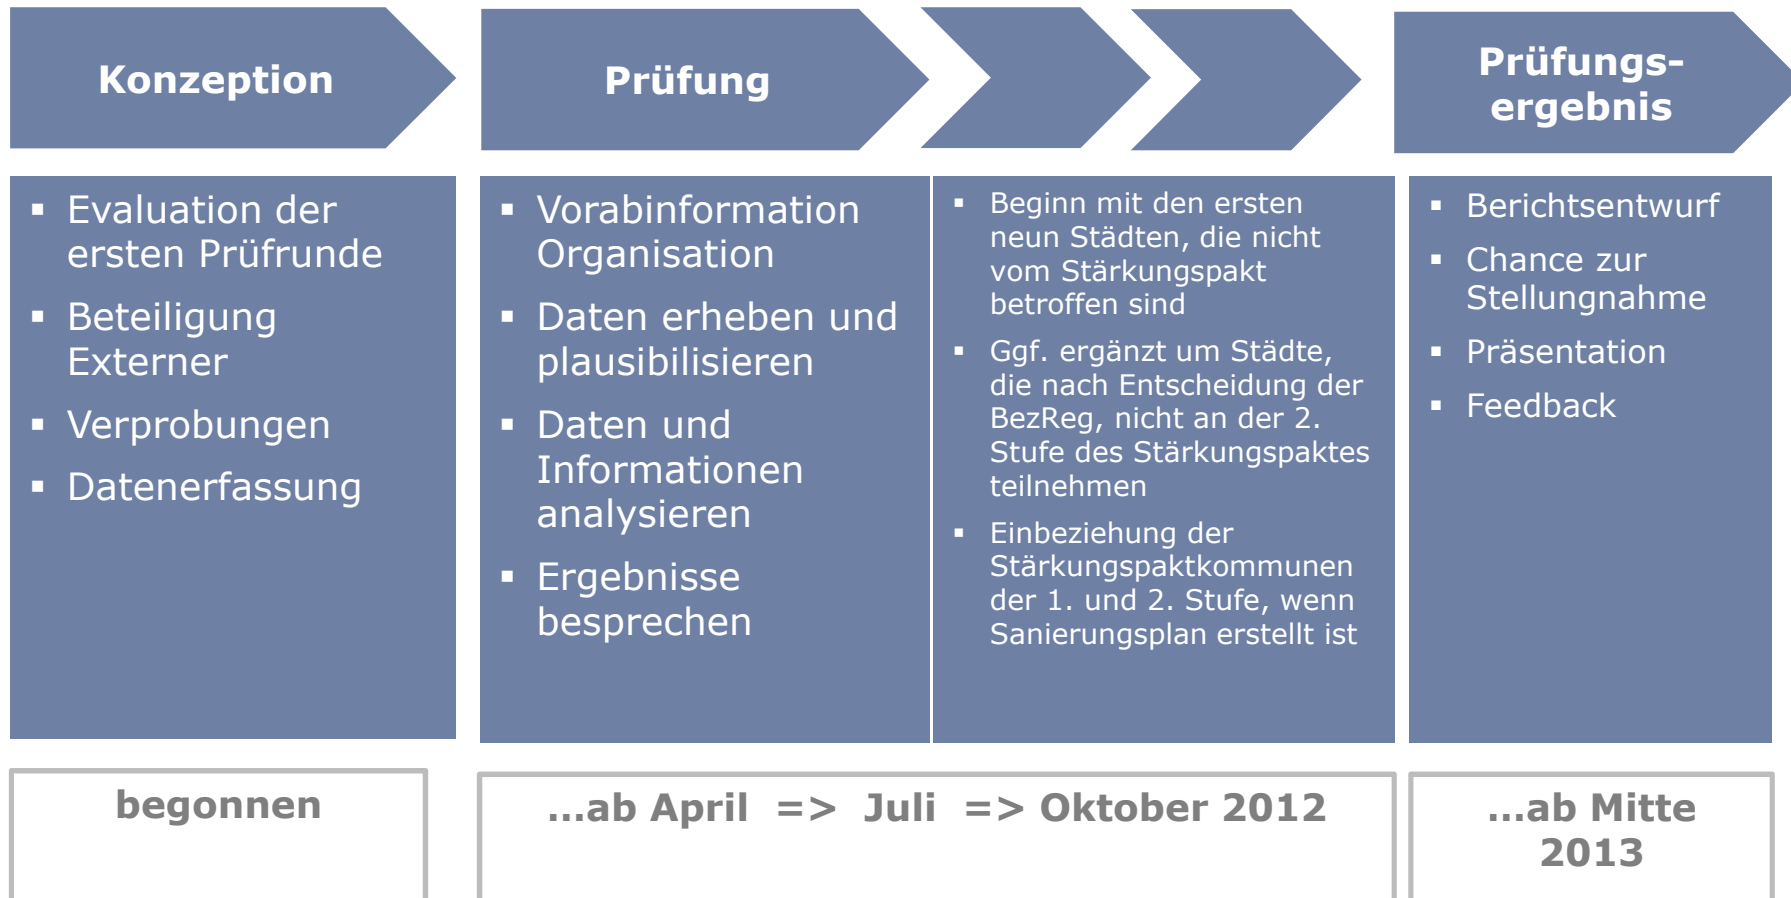 Konzeption
Prüfung
Prüfungs-
ergebnis
▪ Evaluation der
ersten Prüfrunde
▪ Beteiligung
Externer
▪ Verprobungen
▪ Datenerfassung
▪ Vorabinformation
Organisation
▪ Daten erheben und
plausibilisieren
▪ Daten und
Informationen
analysieren
▪ Ergebnisse
besprechen
▪ Beginn mit den ersten
neun Städten, die nicht
vom Stärkungspakt
betroffen sind
▪ Ggf. ergänzt um Städte,
die nach Entscheidung der
BezReg, nicht an der 2.
Stufe des Stärkungspaktes
teilnehmen
▪ Einbeziehung der
Stärkungspaktkommunen
der 1. und 2. Stufe, wenn
Sanierungsplan erstellt ist
▪ Berichtsentwurf
▪ Chance zur
Stellungnahme
▪ Präsentation
▪ Feedback
begonnen
…ab April => Juli => Oktober 2012
…ab Mitte
2013